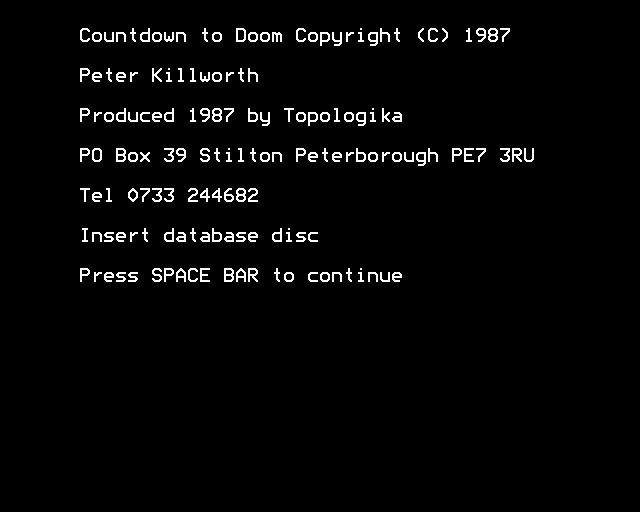 Countdown to Doom Copyright (C) 1987
Peter Killworth
Produced 1987 by Topologika
PO Box 39 Stilton Peterborough PE7 3RU
Tel 0733 244682
Insert database disc
Press SPACE BAR to continue